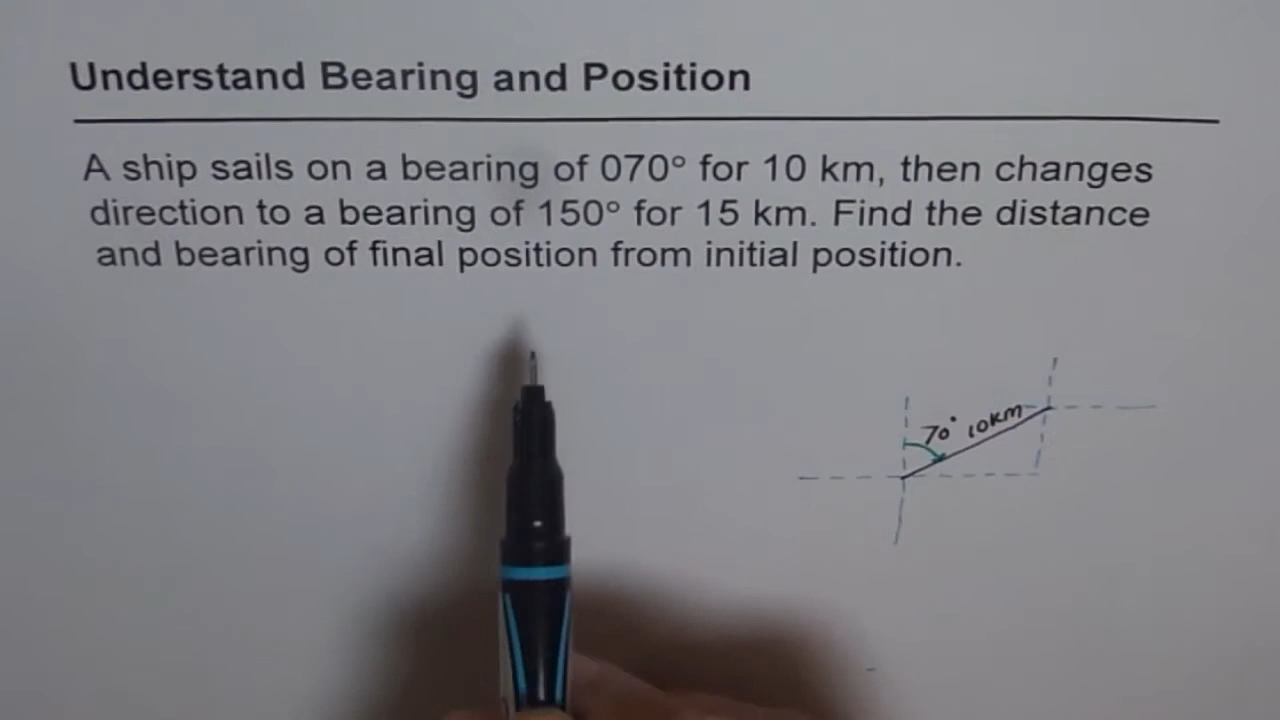 Understand Bearing and Position
A ship sails on a bearing of 070° for 10 km, then changes
direction to a bearing of 150° for 15 km. Find the distance
and bearing of final position from initial position.
70° 10km